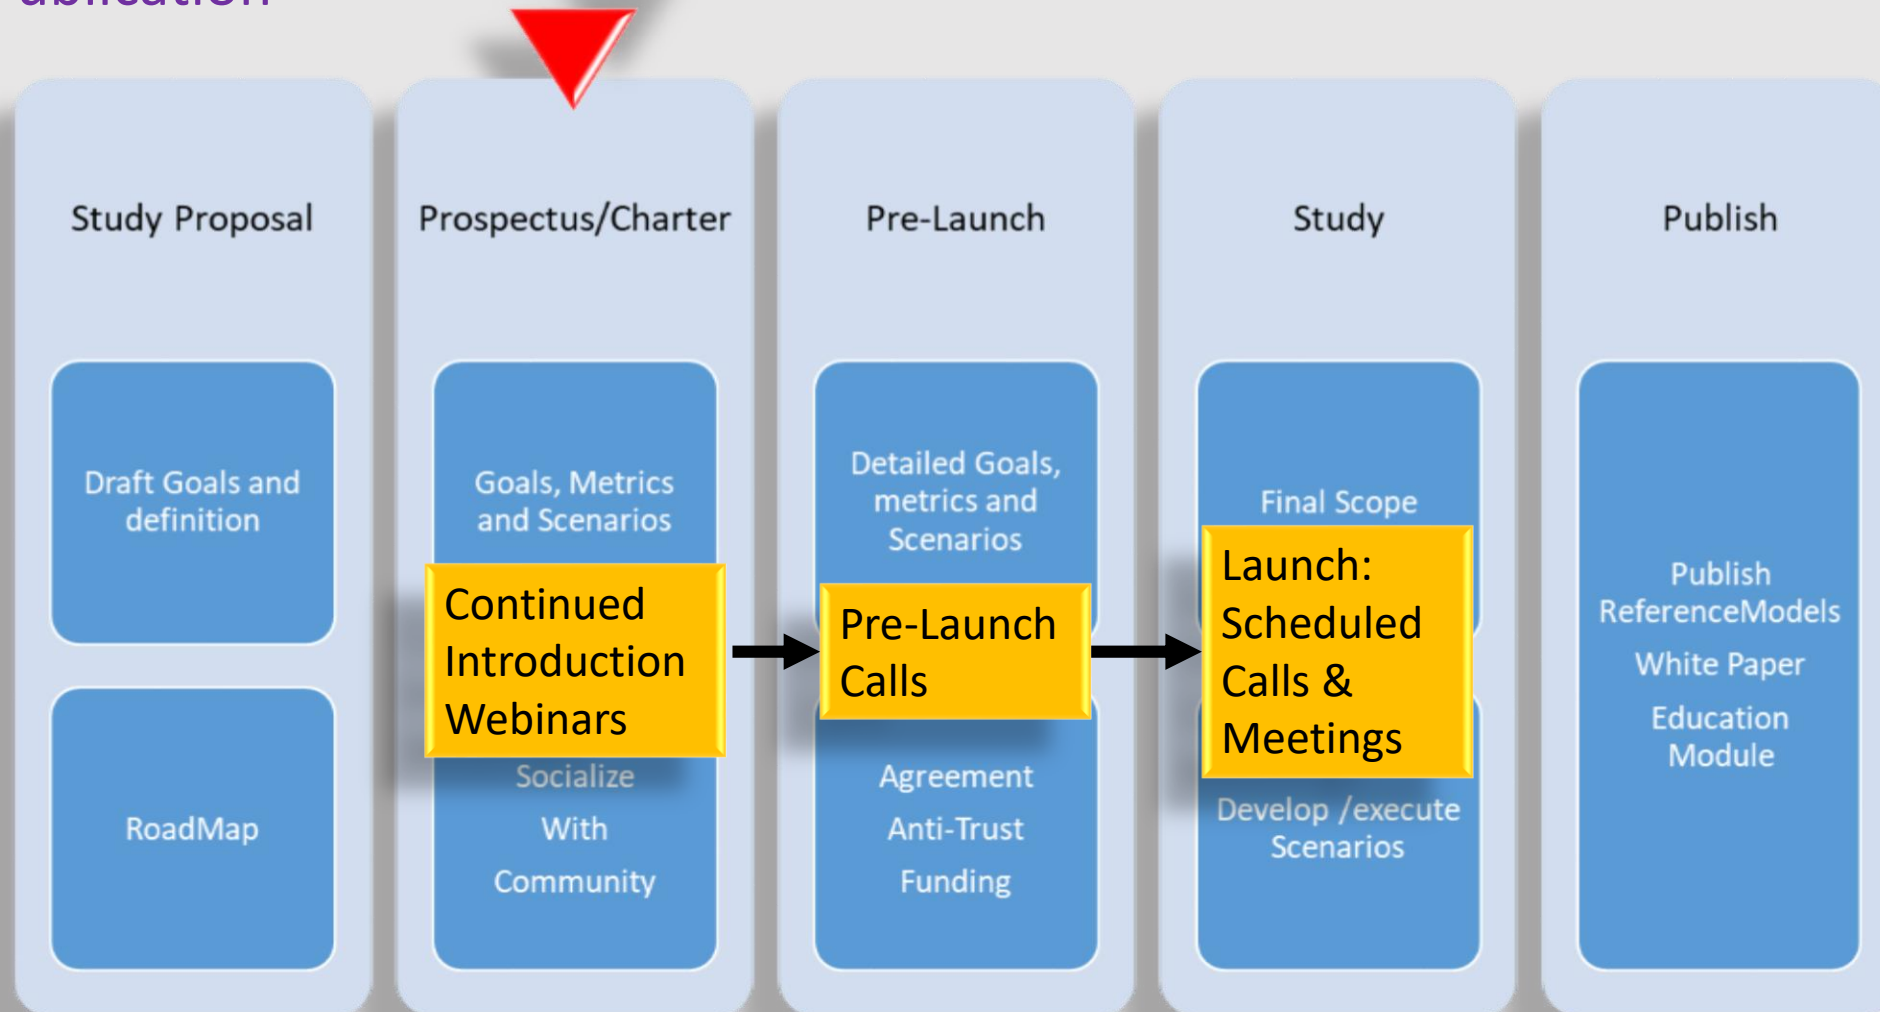 Study Proposal
Prospectus/Charter
Pre-Launch
Study
Publish
Draft Goals and
definition
RoadMap
Goals, Metrics
and Scenarios
Continued
Introduction
Webinars
Socialize
With
Community
Detailed Goals,
metrics and
Scenarios
Pre-Launch
Calls
Agreement
Anti-Trust
Funding
Final Scope
Launch:
Scheduled
Calls &
Meetings
Develop /execute
Scenarios
Publish
ReferenceModels
White Paper
Education
Module